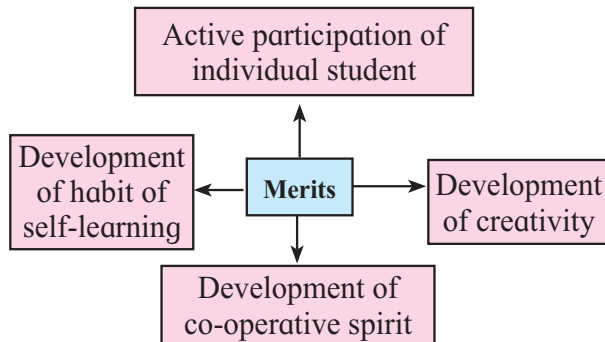 Active participation of
individual student
Development
of habit of
self-learning
Merits
Development
of creativity
Development of
co-operative spirit